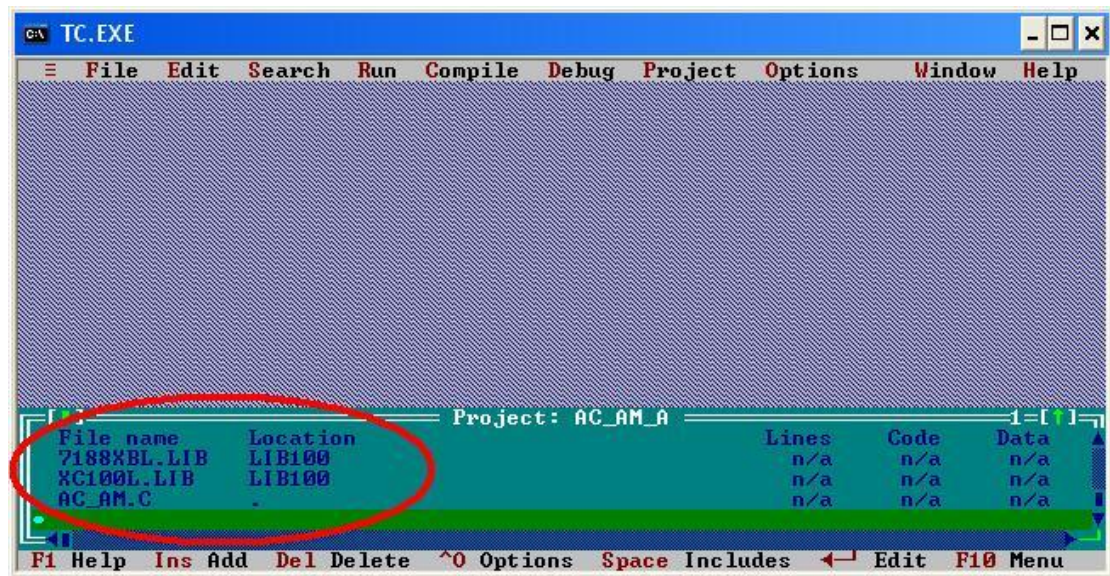 TC.EXE
≡ File Edit Search Run Compile Debug Project Options Window Help
Project: AC_AM_A 1=[↑]
File name Location Lines Code Data
7188XBL.LIB LIB100 n/a n/a n/a
XC100L.LIB LIB100 n/a n/a n/a
AC_AM.C . n/a n/a n/a
F1 Help Ins Add Del Delete ^O Options Space Includes ←┘ Edit F10 Menu